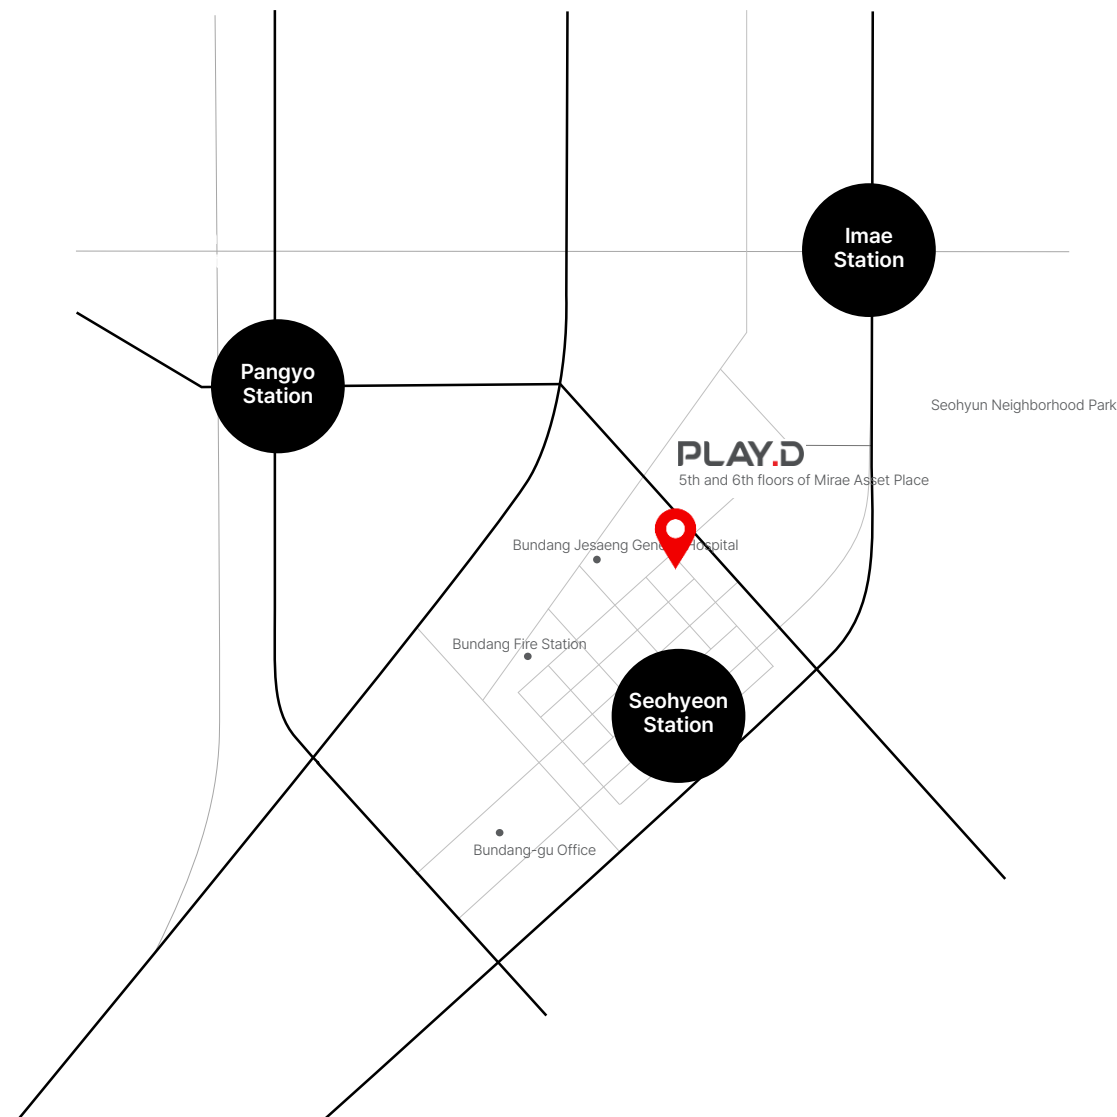 Imae
Station
Pangyo
Station
Seohyun Neighborhood Park
PLAY.D
5th and 6th floors of Mirae Asset Place
Bundang Jesaeng General Hospital
Bundang Fire Station
Seohyeon
Station
Bundang-gu Office